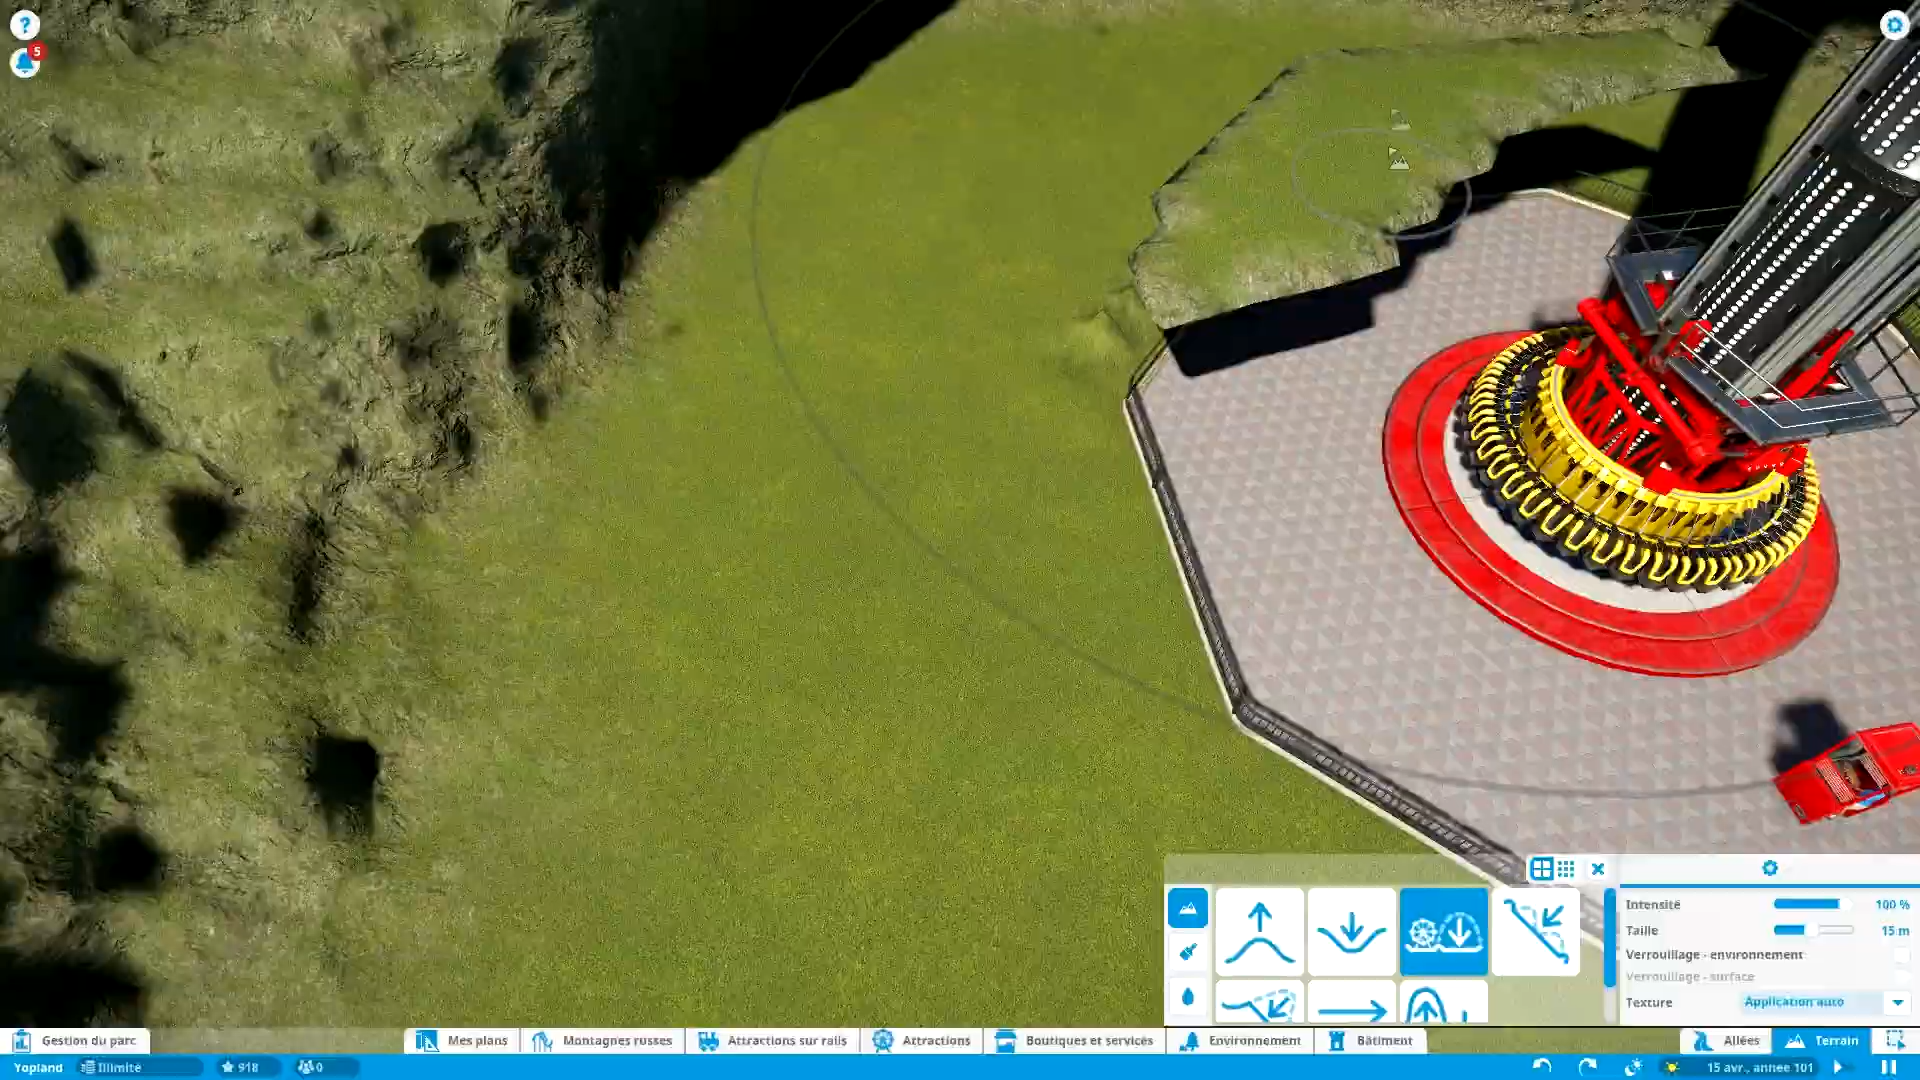 ?
5
Intensité 100 %
Taille 15 m
Verrouillage - environnement
Verrouillage - surface
Texture Application auto
Gestion du parc
Mes plans
Montagnes russes
Attractions sur rails
Attractions
Boutiques et services
Environnement
Bâtiment
Allées
Terrain
Yopland
Illimité
918
0
15 avr., année 101